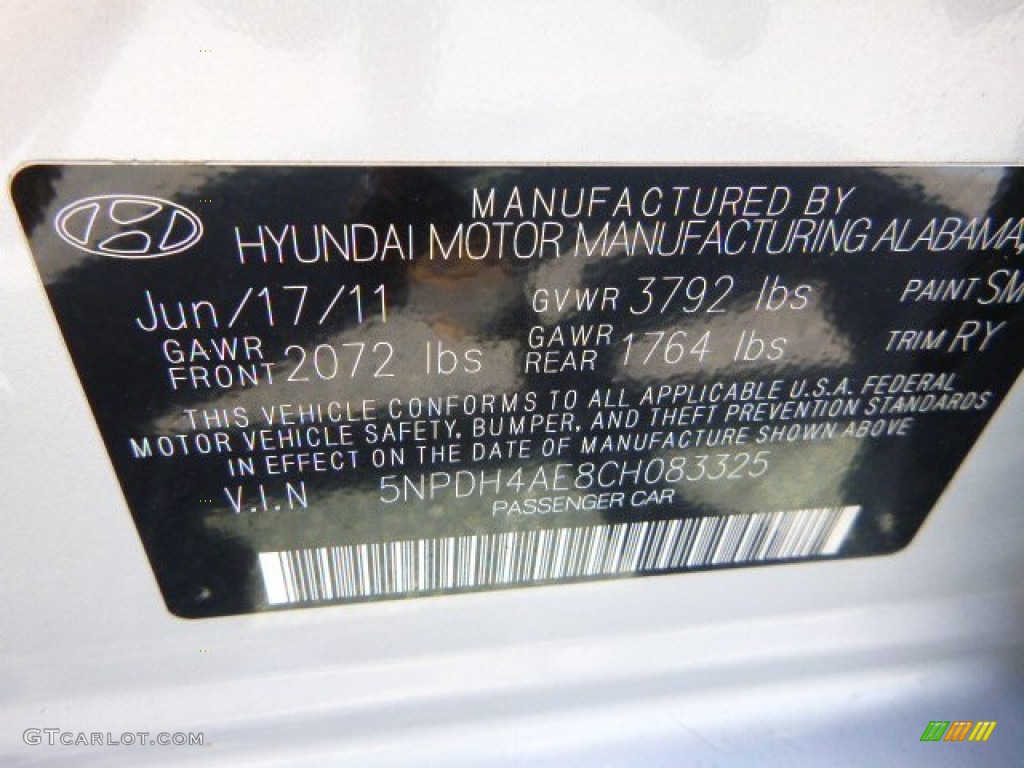 MANUFACTURED BY
HYUNDAI MOTOR MANUFACTURING ALABAMA,
Jun/17/11 GVWR 3792 lbs PAINT SM
GAWR FRONT 2072 lbs GAWR REAR 1764 lbs TRIM RY
THIS VEHICLE CONFORMS TO ALL APPLICABLE U.S.A. FEDERAL
MOTOR VEHICLE SAFETY, BUMPER, AND THEFT PREVENTION STANDARDS
IN EFFECT ON THE DATE OF MANUFACTURE SHOWN ABOVE
V.I.N 5NPDH4AE8CH083325
PASSENGER CAR
GTCARLOT.COM